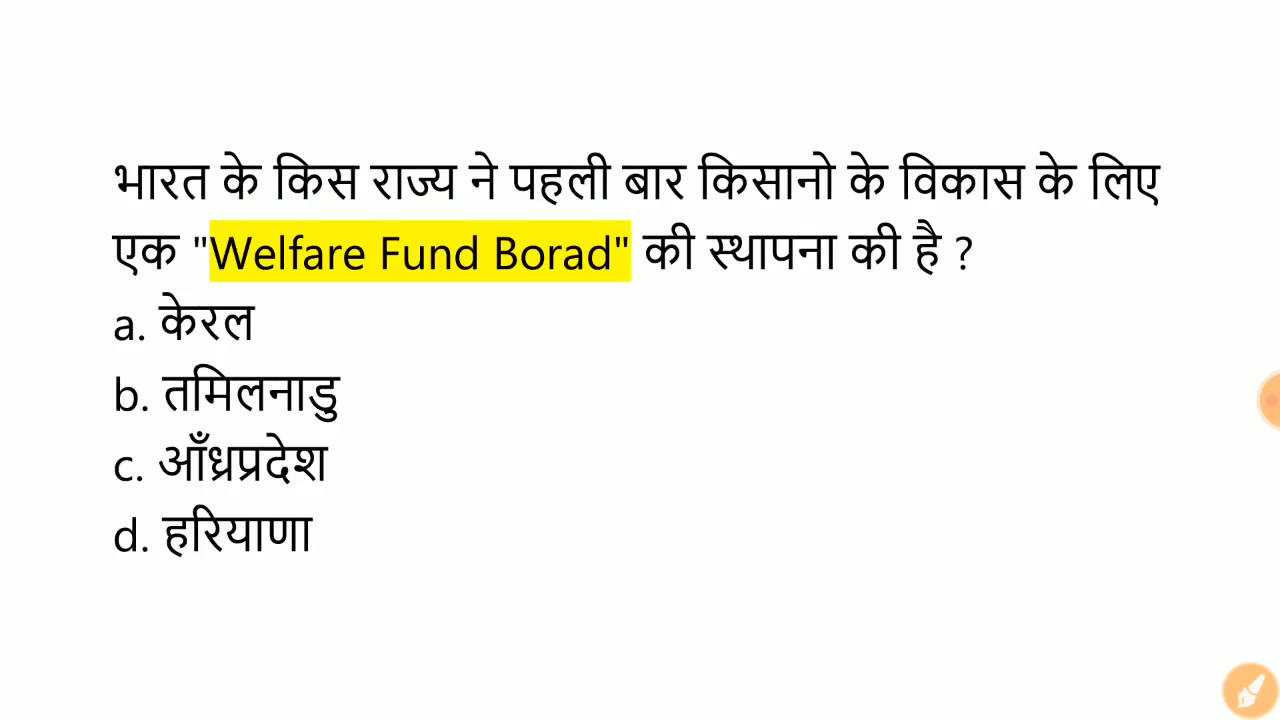 भारत के किस राज्य ने पहली बार किसानो के विकास के लिए
एक "Welfare Fund Borad" की स्थापना की है ?
a. केरल
b. तमिलनाडु
c. आँध्रप्रदेश
d. हरियाणा